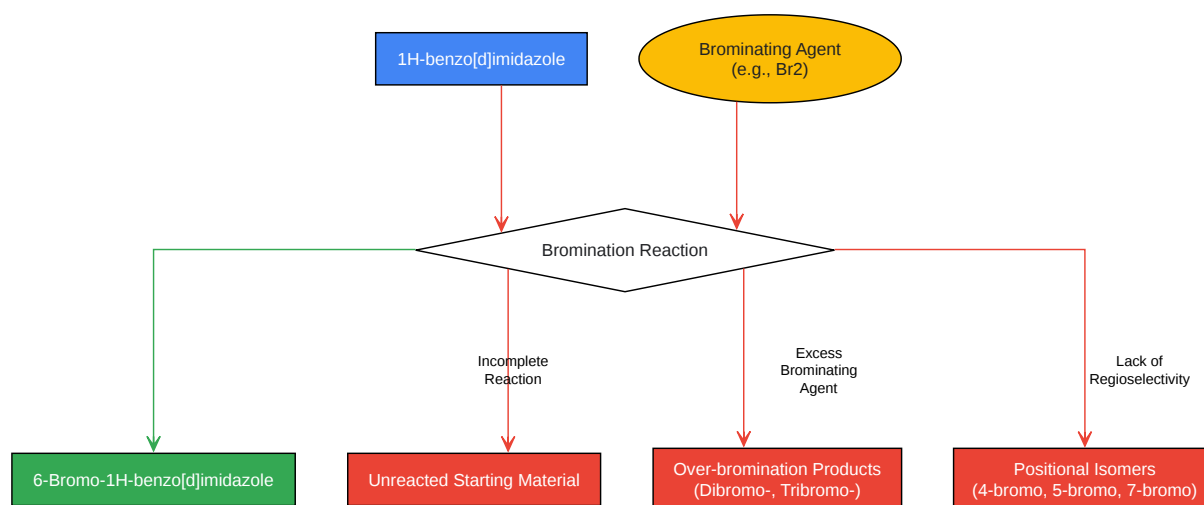 1H-benzo[d]imidazole
Brominating Agent
(e.g., Br2)
Bromination Reaction
Incomplete
Reaction
Excess
Brominating
Agent
Lack of
Regioselectivity
6-Bromo-1H-benzo[d]imidazole
Unreacted Starting Material
Over-bromination Products
(Dibromo-, Tribromo-)
Positional Isomers
(4-bromo, 5-bromo, 7-bromo)